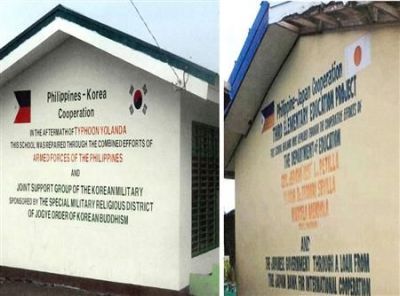 Philippines - Korea
Cooperation
IN THE AFTERMATH OF TYPHOON YOLANDA
THIS SCHOOL WAS REPAIRED THROUGH THE COMBINED EFFORTS OF
ARMED FORCES OF THE PHILIPPINES
AND
JOINT SUPPORT GROUP OF THE KOREAN MILITARY
SPONSORED BY THE SPECIAL MILITARY RELIGIOUS DISTRICT
OF JOGYE ORDER OF KOREAN BUDDHISM
Philippine-Japan Cooperation
THIRD ELEMENTARY EDUCATION PROJECT
THE DEPARTMENT OF
EDUCATION
AND
THE JAPANESE GOVERNMENT THROUGH A LOAN FROM
THE JAPAN BANK FOR INTERNATIONAL COOPERATION